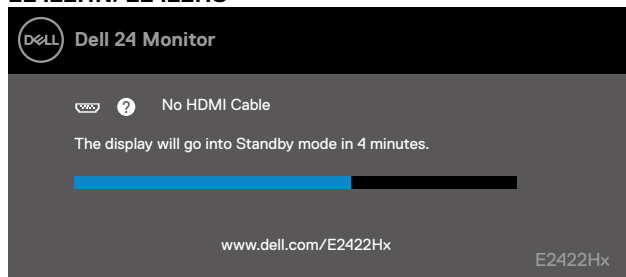 E2422HN/E2422HS
DELL Dell 24 Monitor
? No HDMI Cable
The display will go into Standby mode in 4 minutes.
www.dell.com/E2422Hx
E2422Hx